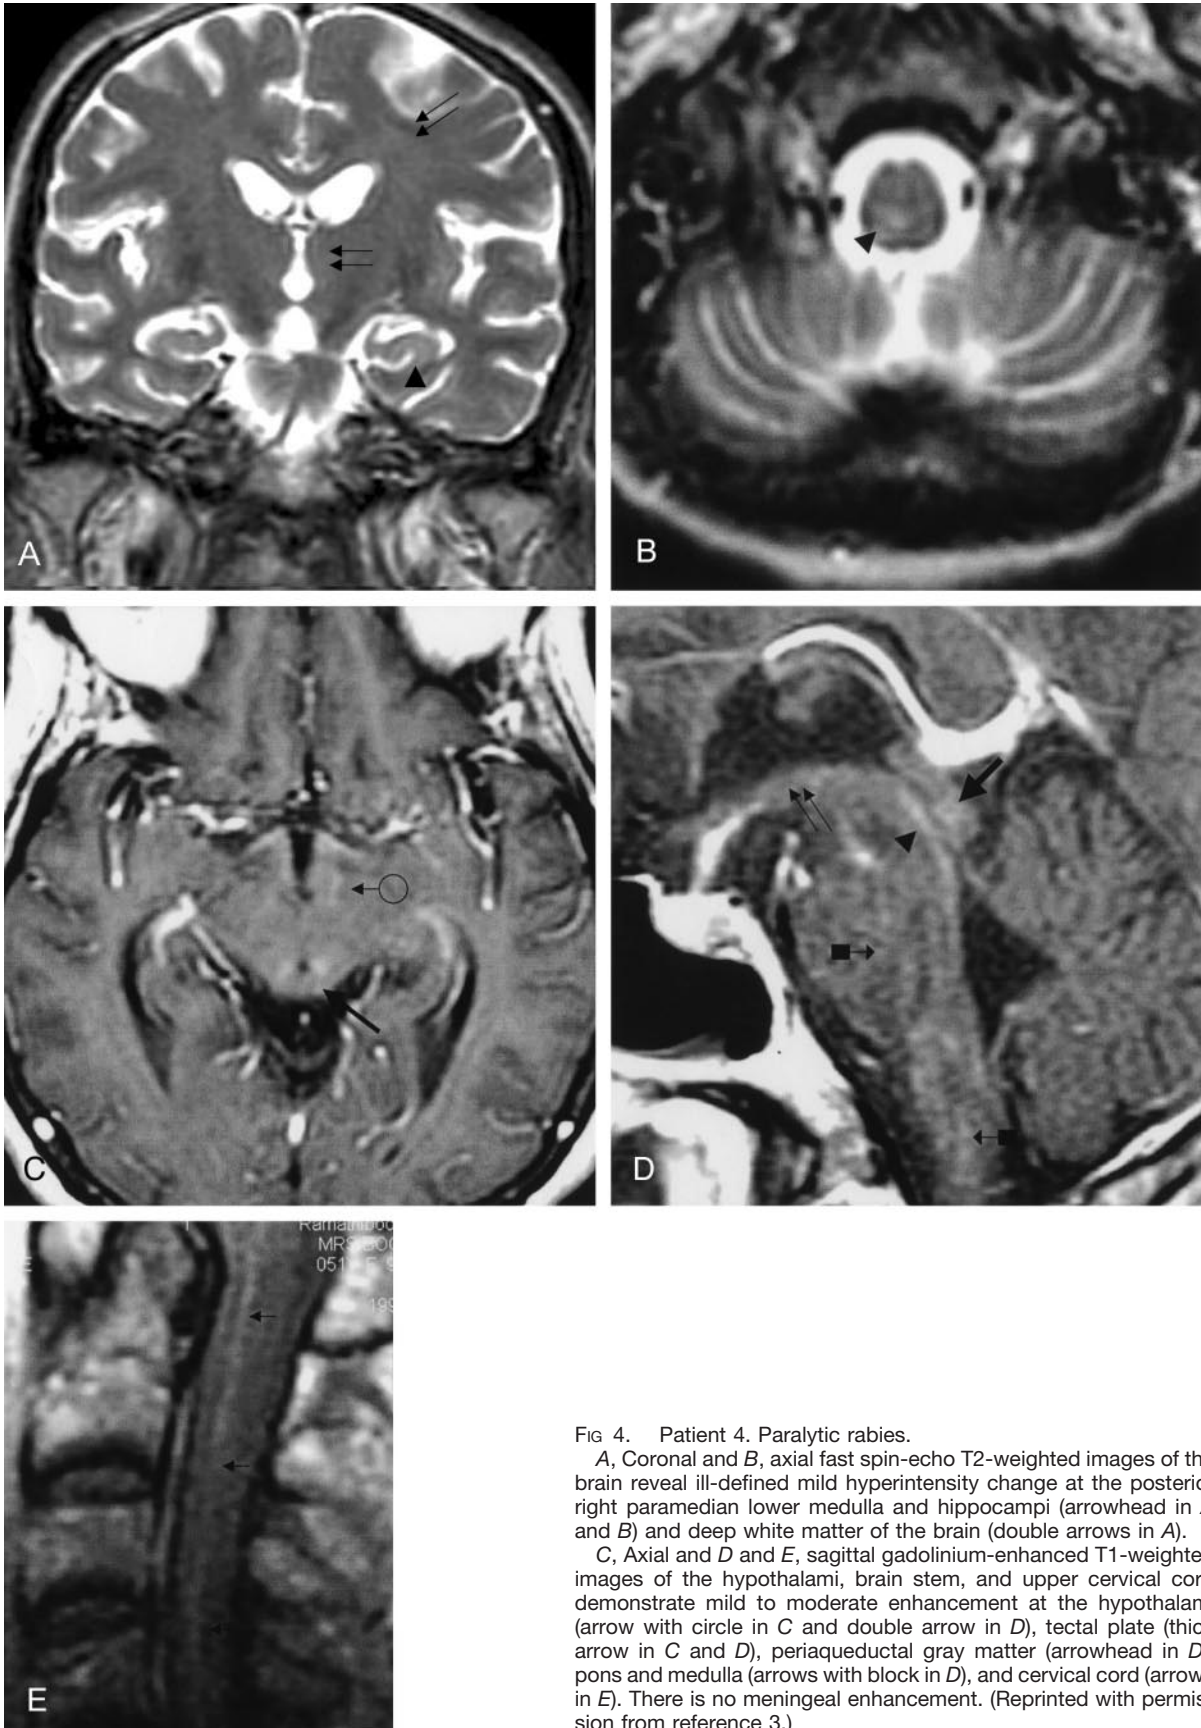 A
B
C
D
E
Ramathibod
MRS BOO
FIG 4. Patient 4. Paralytic rabies.
A, Coronal and B, axial fast spin-echo T2-weighted images of th
brain reveal ill-defined mild hyperintensity change at the posterio
right paramedian lower medulla and hippocampi (arrowhead in A
and B) and deep white matter of the brain (double arrows in A).
C, Axial and D and E, sagittal gadolinium-enhanced T1-weighte
images of the hypothalami, brain stem, and upper cervical cor
demonstrate mild to moderate enhancement at the hypothalam
(arrow with circle in C and double arrow in D), tectal plate (thic
arrow in C and D), periaqueductal gray matter (arrowhead in D
pons and medulla (arrows with block in D), and cervical cord (arrow
in E). There is no meningeal enhancement. (Reprinted with permis-
sion from reference 3.)